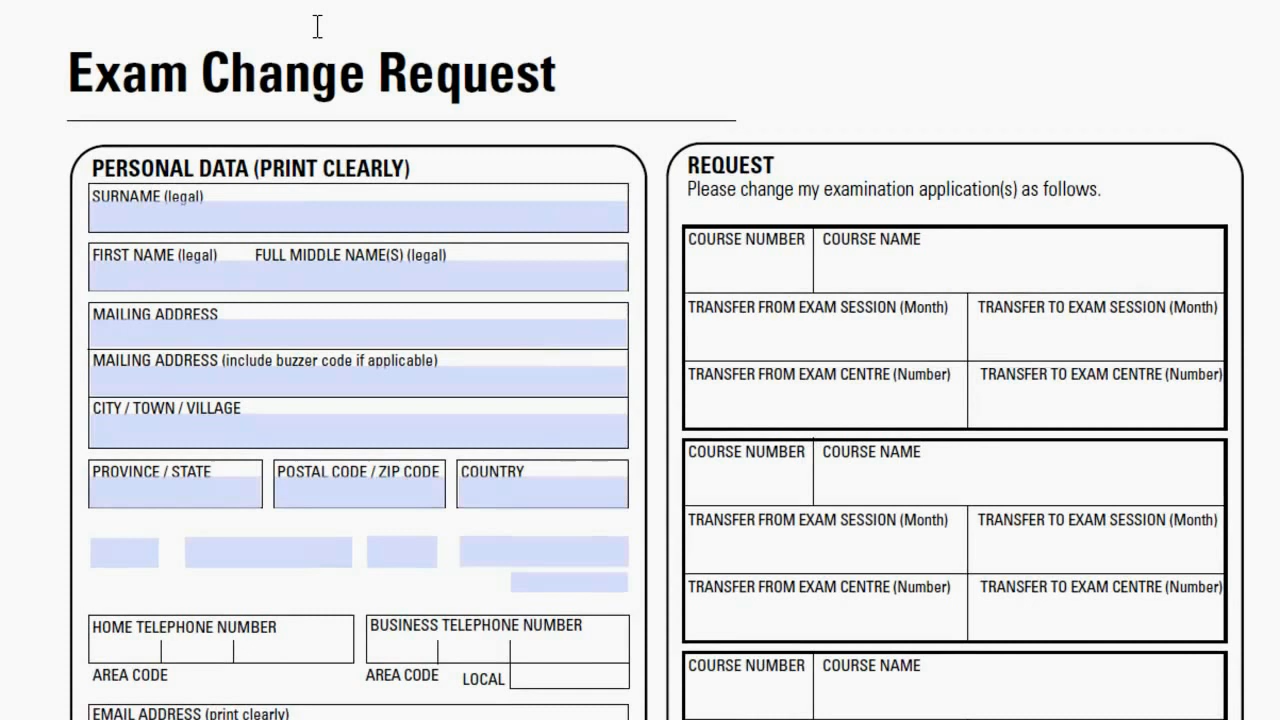 Exam Change Request
PERSONAL DATA (PRINT CLEARLY)
SURNAME (legal)
FIRST NAME (legal) FULL MIDDLE NAME(S) (legal)
MAILING ADDRESS
MAILING ADDRESS (include buzzer code if applicable)
CITY / TOWN / VILLAGE
PROVINCE / STATE POSTAL CODE / ZIP CODE COUNTRY
HOME TELEPHONE NUMBER BUSINESS TELEPHONE NUMBER
AREA CODE AREA CODE LOCAL
EMAIL ADDRESS (print clearly)
REQUEST
Please change my examination application(s) as follows.
COURSE NUMBER COURSE NAME
TRANSFER FROM EXAM SESSION (Month) TRANSFER TO EXAM SESSION (Month)
TRANSFER FROM EXAM CENTRE (Number) TRANSFER TO EXAM CENTRE (Number)
COURSE NUMBER COURSE NAME
TRANSFER FROM EXAM SESSION (Month) TRANSFER TO EXAM SESSION (Month)
TRANSFER FROM EXAM CENTRE (Number) TRANSFER TO EXAM CENTRE (Number)
COURSE NUMBER COURSE NAME